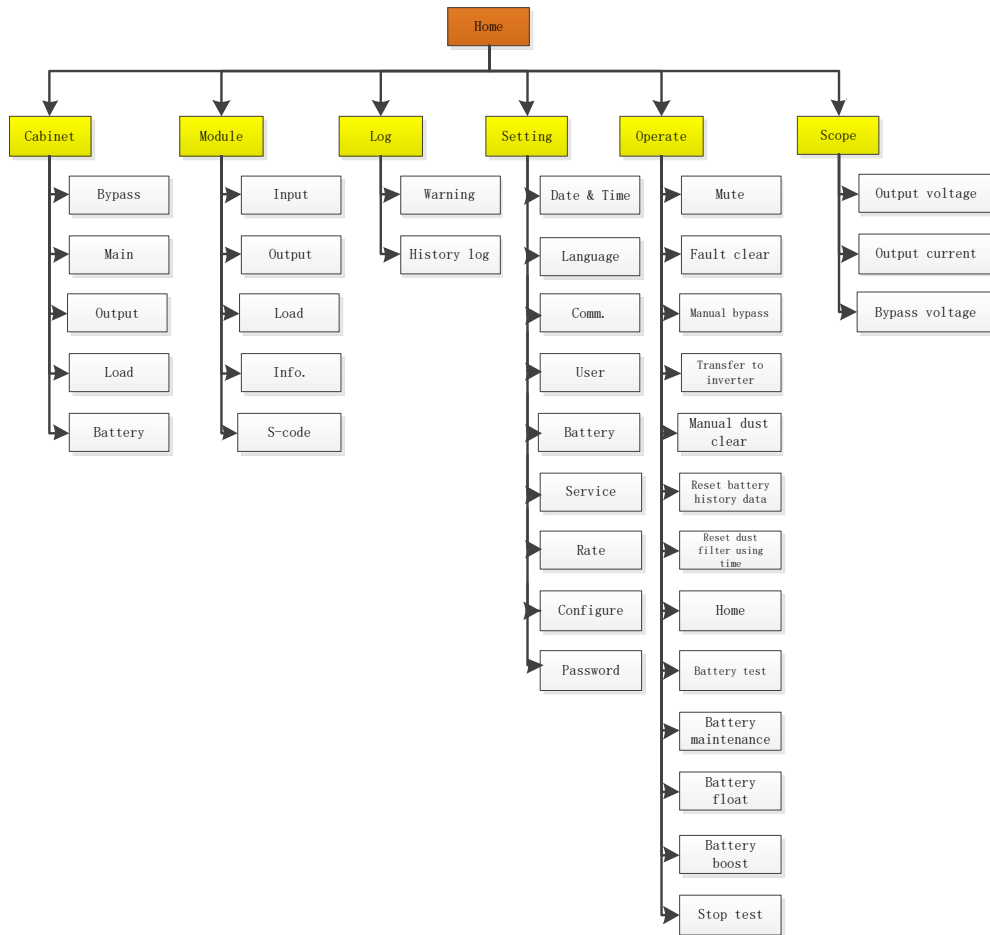 Home
Cabinet
Bypass
Main
Output
Load
Battery
Module
Input
Output
Load
Info.
S-code
Log
Warning
History log
Setting
Date & Time
Language
Comm.
User
Battery
Service
Rate
Configure
Password
Operate
Mute
Fault clear
Manual bypass
Transfer to
inverter
Manual dust
clear
Reset battery
history data
Reset dust
filter using
time
Home
Battery test
Battery
maintenance
Battery
float
Battery
boost
Stop test
Scope
Output voltage
Output current
Bypass voltage